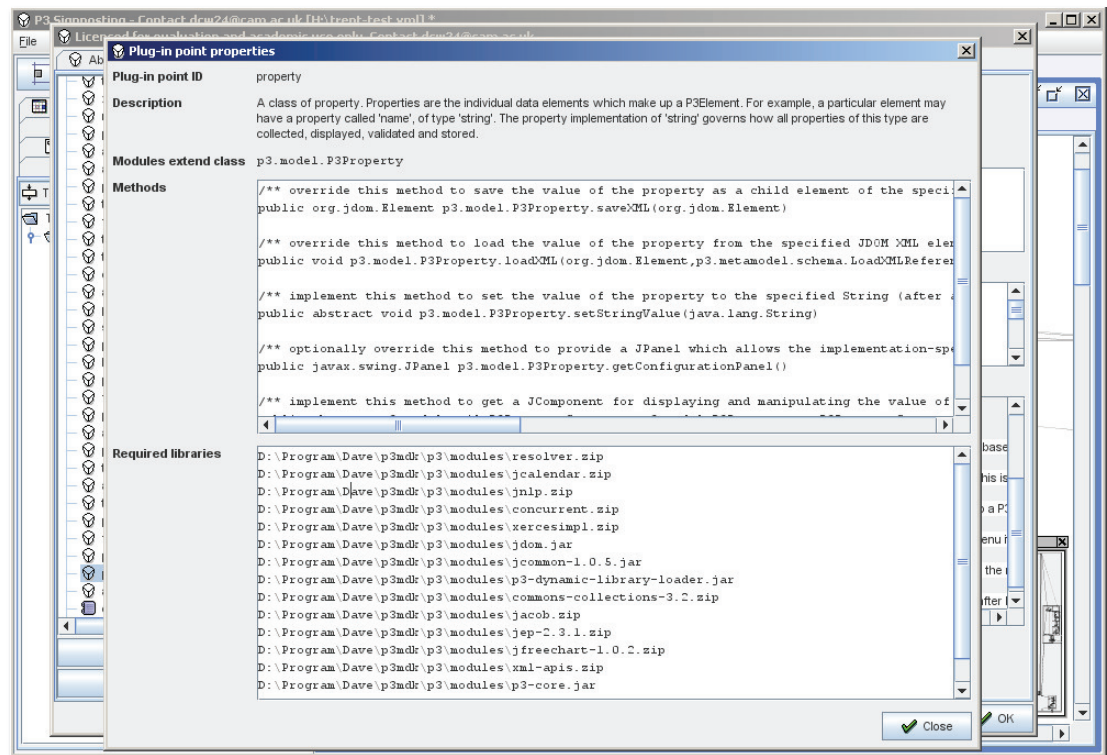 P3 Signposting - Contact dcw24@cam.ac.uk [H:\trent-test.xml] *
File
Licensed for evaluation and academic use only. Contact dcw24@cam.ac.uk
Ab
Plug-in point properties
Plug-in point ID property
Description A class of property. Properties are the individual data elements which make up a P3Element. For example, a particular element may
have a property called 'name', of type 'string'. The property implementation of 'string' governs how all properties of this type are
collected, displayed, validated and stored.
Modules extend class p3.model.P3Property
Methods
/** override this method to save the value of the property as a child element of the speci
public org.jdom.Element p3.model.P3Property.saveXML(org.jdom.Element)
/** override this method to load the value of the property from the specified JDOM XML elem
public void p3.model.P3Property.loadXML(org.jdom.Element,p3.metamodel.schema.LoadXMLReferen
/** implement this method to set the value of the property to the specified String (after a
public abstract void p3.model.P3Property.setStringValue(java.lang.String)
/** optionally override this method to provide a JPanel which allows the implementation-spe
public javax.swing.JPanel p3.model.P3Property.getConfigurationPanel()
/** implement this method to get a JComponent for displaying and manipulating the value of
Required libraries
D:\Program\Dave\p3mdk\p3\modules\resolver.zip
D:\Program\Dave\p3mdk\p3\modules\jcalendar.zip
D:\Program\Dave\p3mdk\p3\modules\jnlp.zip
D:\Program\Dave\p3mdk\p3\modules\concurrent.zip
D:\Program\Dave\p3mdk\p3\modules\xercesimpl.zip
D:\Program\Dave\p3mdk\p3\modules\jdom.jar
D:\Program\Dave\p3mdk\p3\modules\jcommon-1.0.5.jar
D:\Program\Dave\p3mdk\p3\modules\p3-dynamic-library-loader.jar
D:\Program\Dave\p3mdk\p3\modules\commons-collections-3.2.zip
D:\Program\Dave\p3mdk\p3\modules\jacob.zip
D:\Program\Dave\p3mdk\p3\modules\jep-2.3.1.zip
D:\Program\Dave\p3mdk\p3\modules\jfreechart-1.0.2.zip
D:\Program\Dave\p3mdk\p3\modules\xml-apis.zip
D:\Program\Dave\p3mdk\p3\modules\p3-core.jar
base
his is
a P3
enu i
the
fter
Close
OK